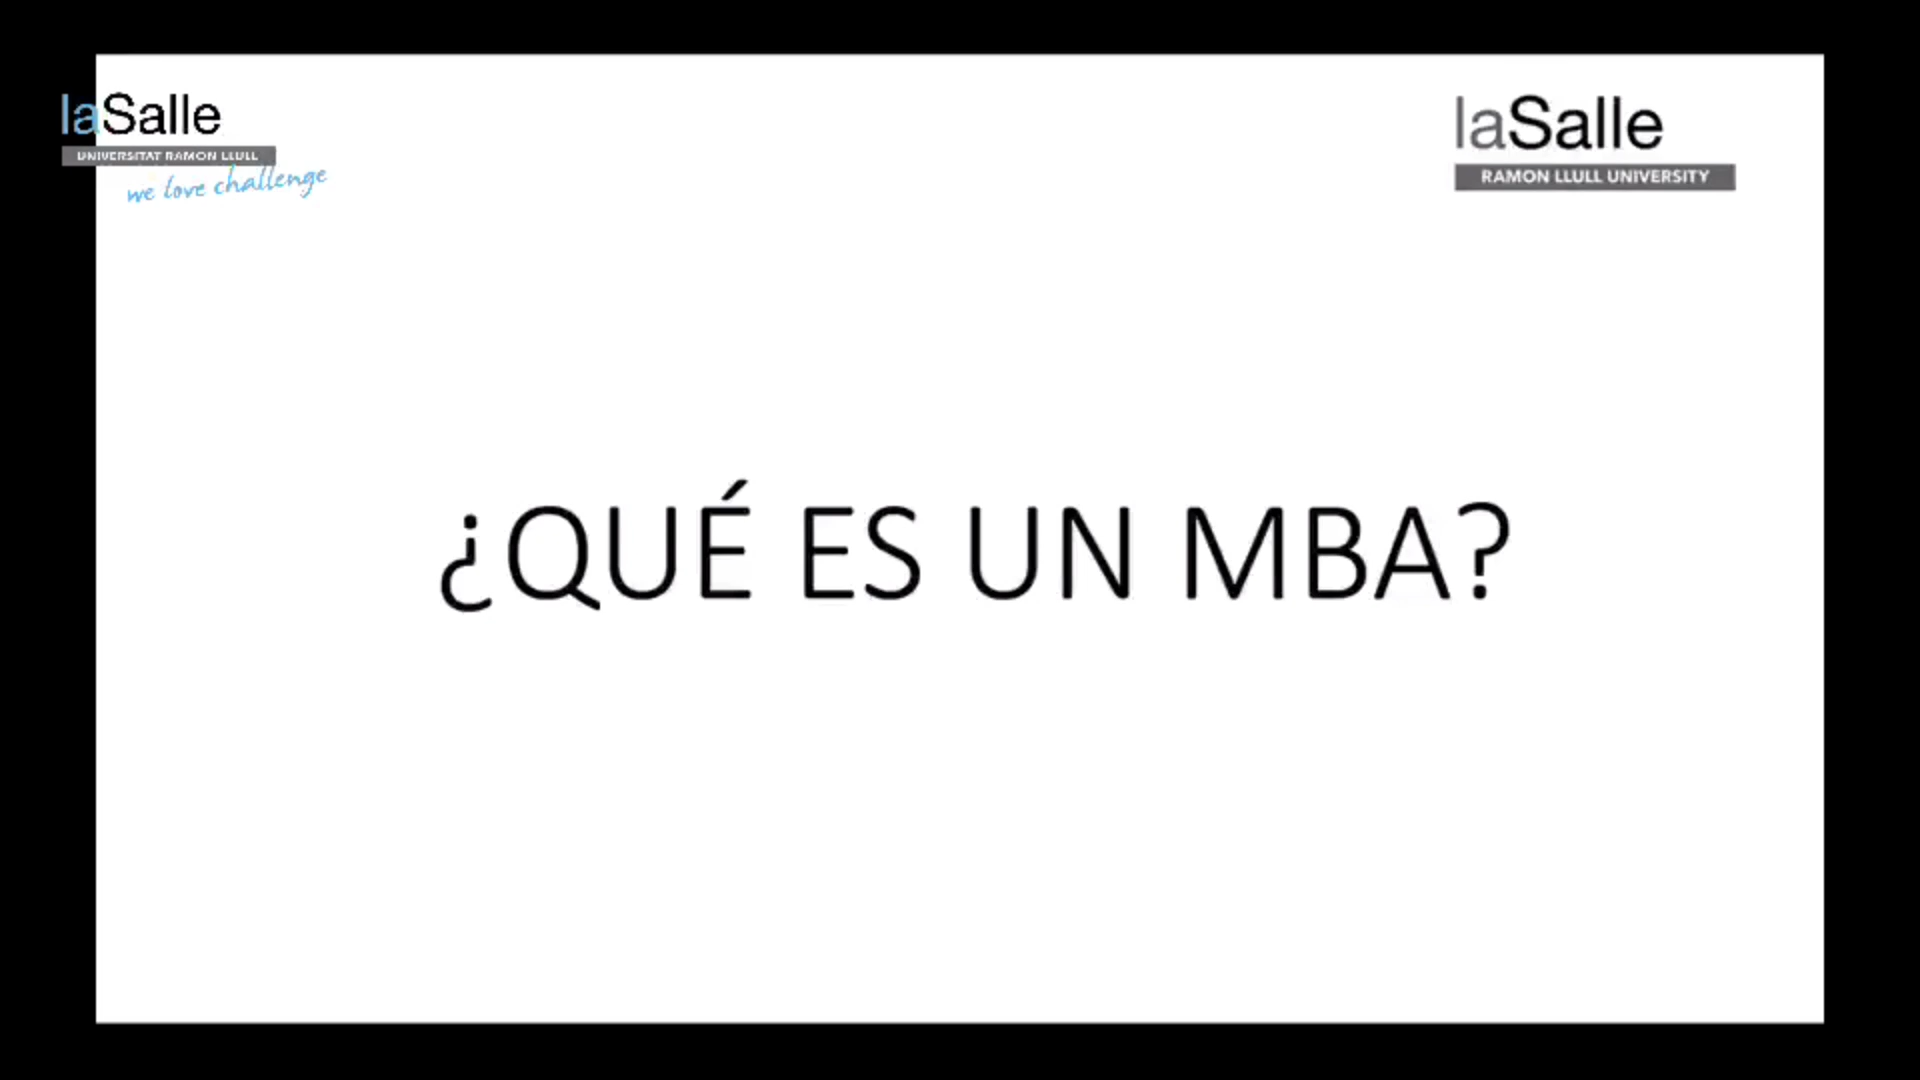 laSalle
UNIVERSITAT RAMON LLULL
we love challenge
laSalle
RAMON LLULL UNIVERSITY
¿QUÉ ES UN MBA?